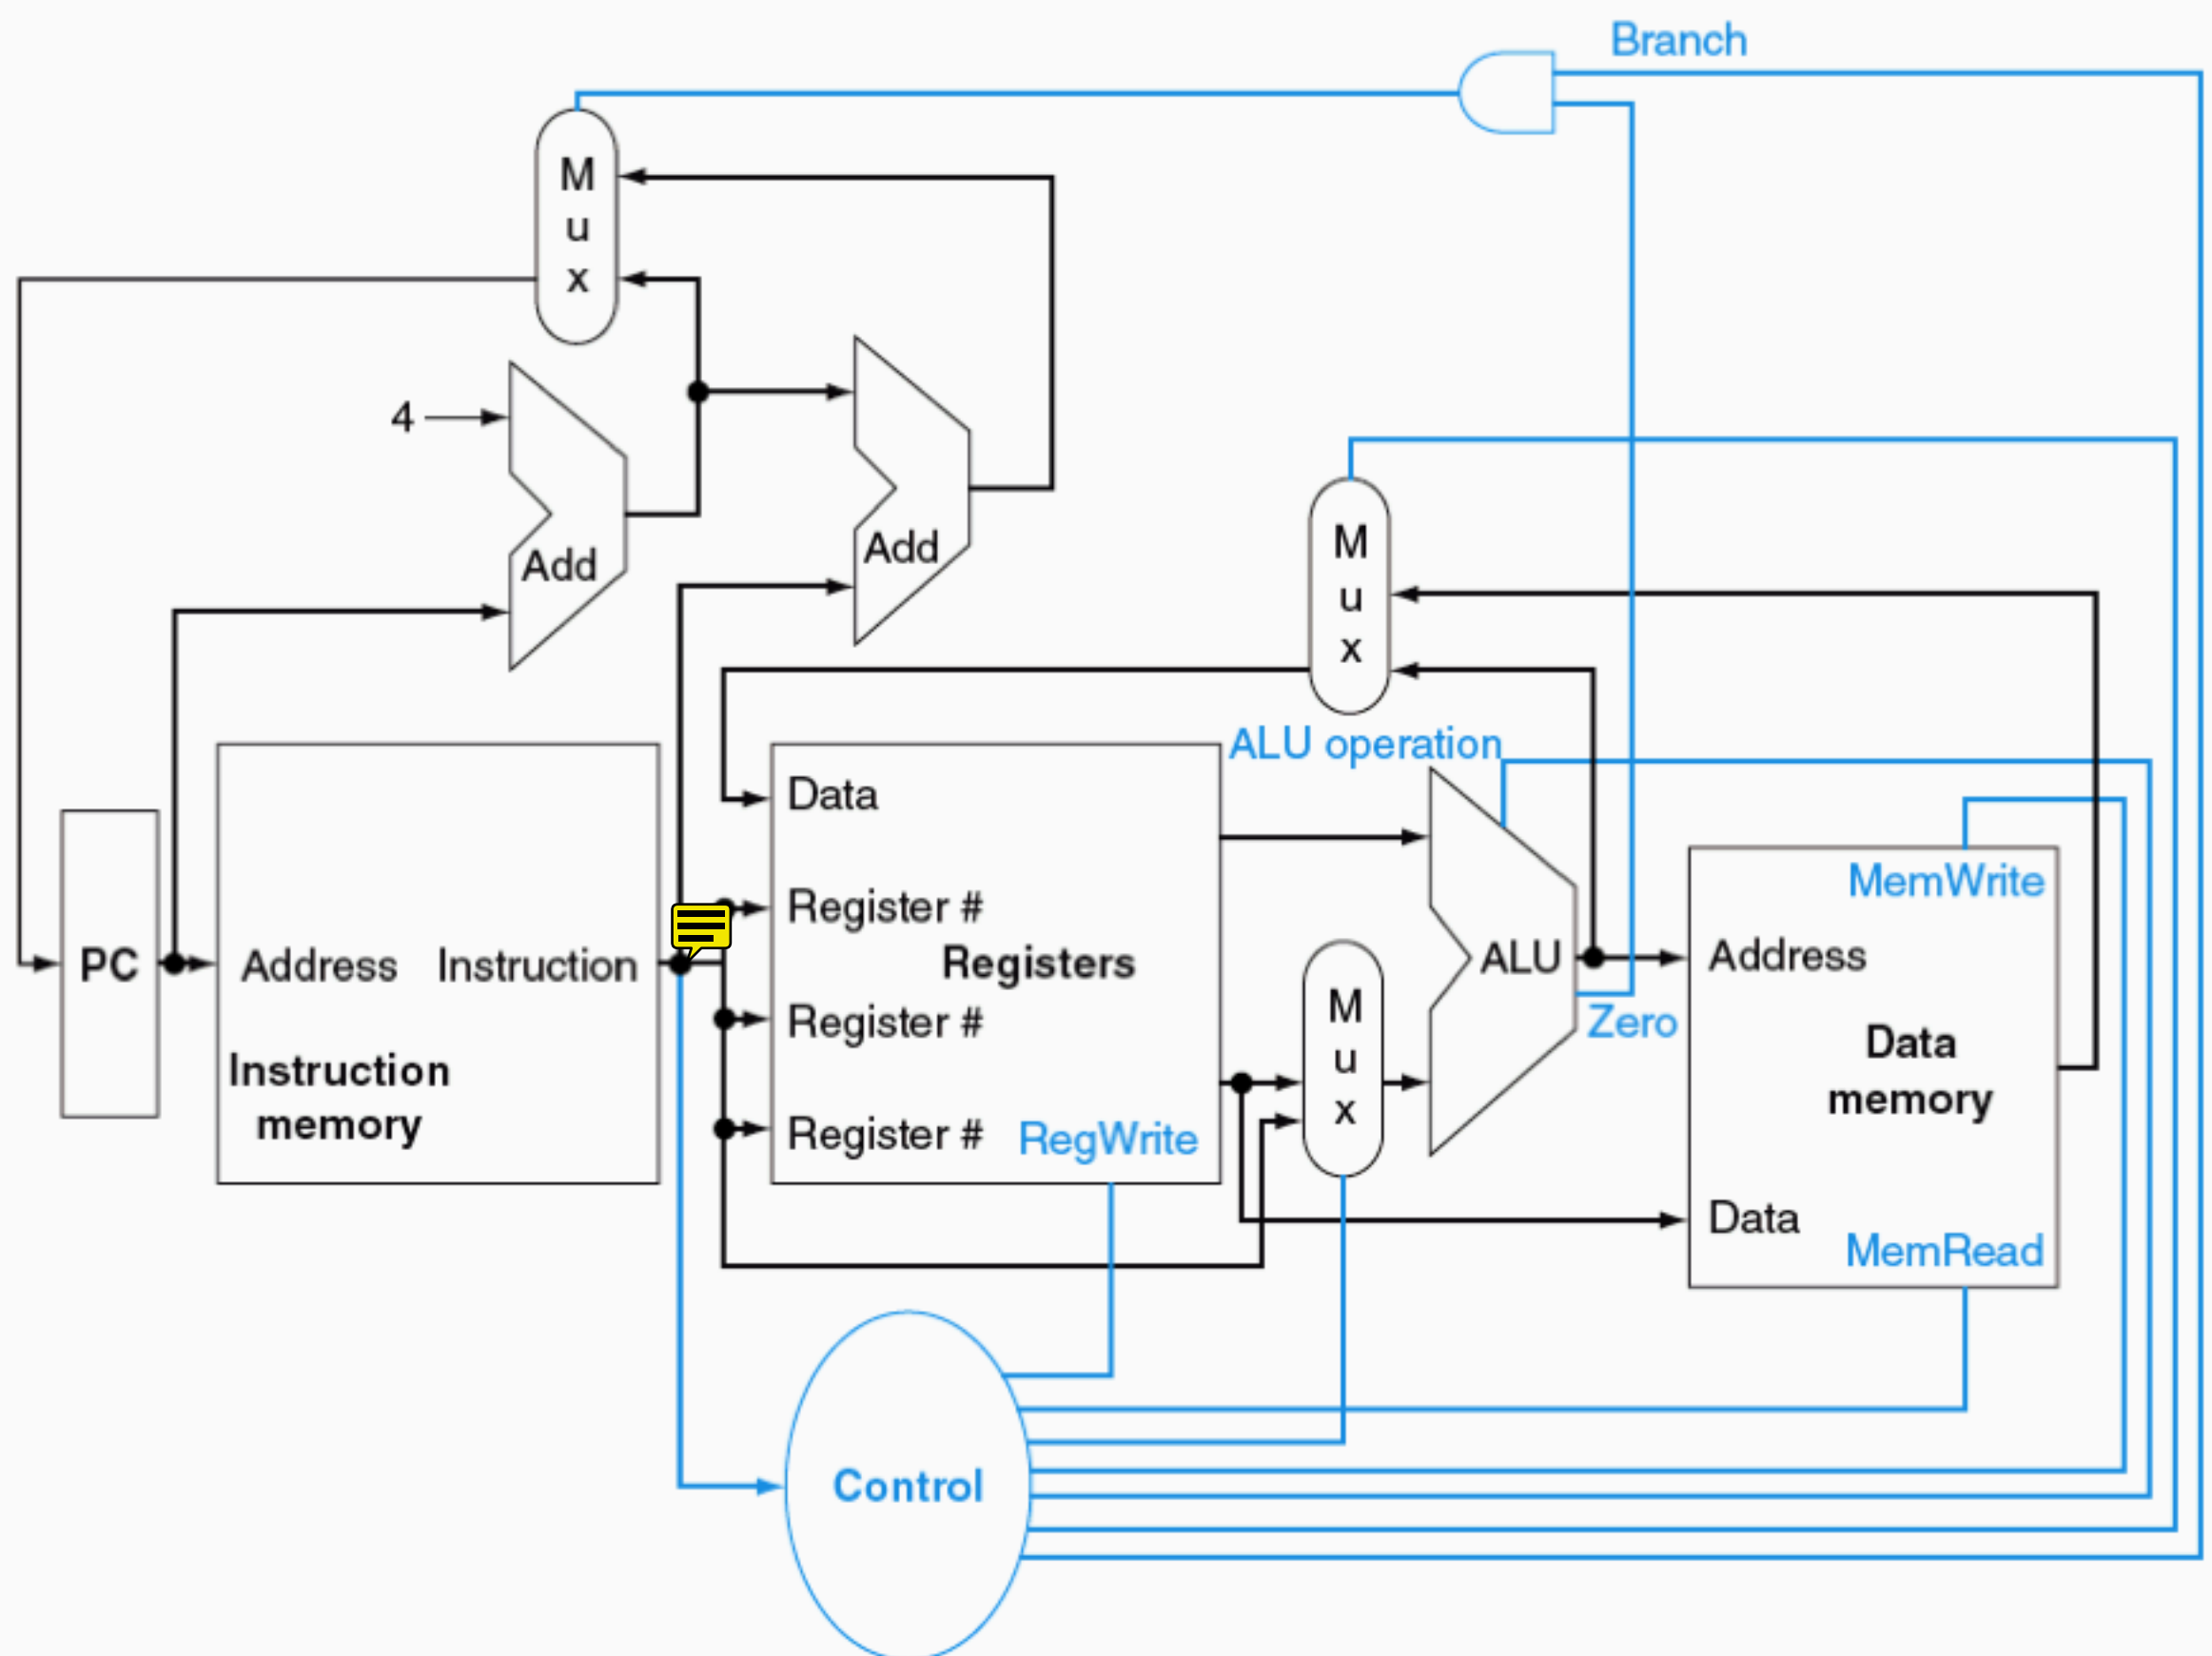 Branch
M
u
x
4
Add
Add
M
u
x
ALU operation
Data
MemWrite
Register #
PC
Address
Instruction
Registers
ALU
Address
Register #
M
u
x
Zero
Data
memory
Instruction
memory
Register #
RegWrite
Data
MemRead
Control